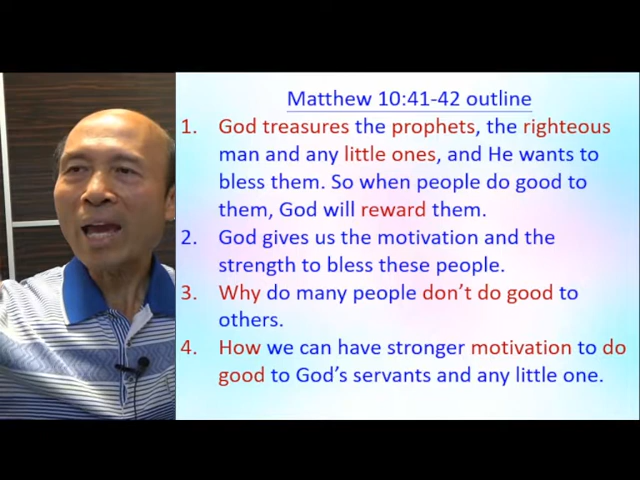 Matthew 10:41-42 outline
1. God treasures the prophets, the righteous
man and any little ones, and He wants to
bless them. So when people do good to
them, God will reward them.
2. God gives us the motivation and the
strength to bless these people.
3. Why do many people don't do good to
others.
4. How we can have stronger motivation to do
good to God's servants and any little one.